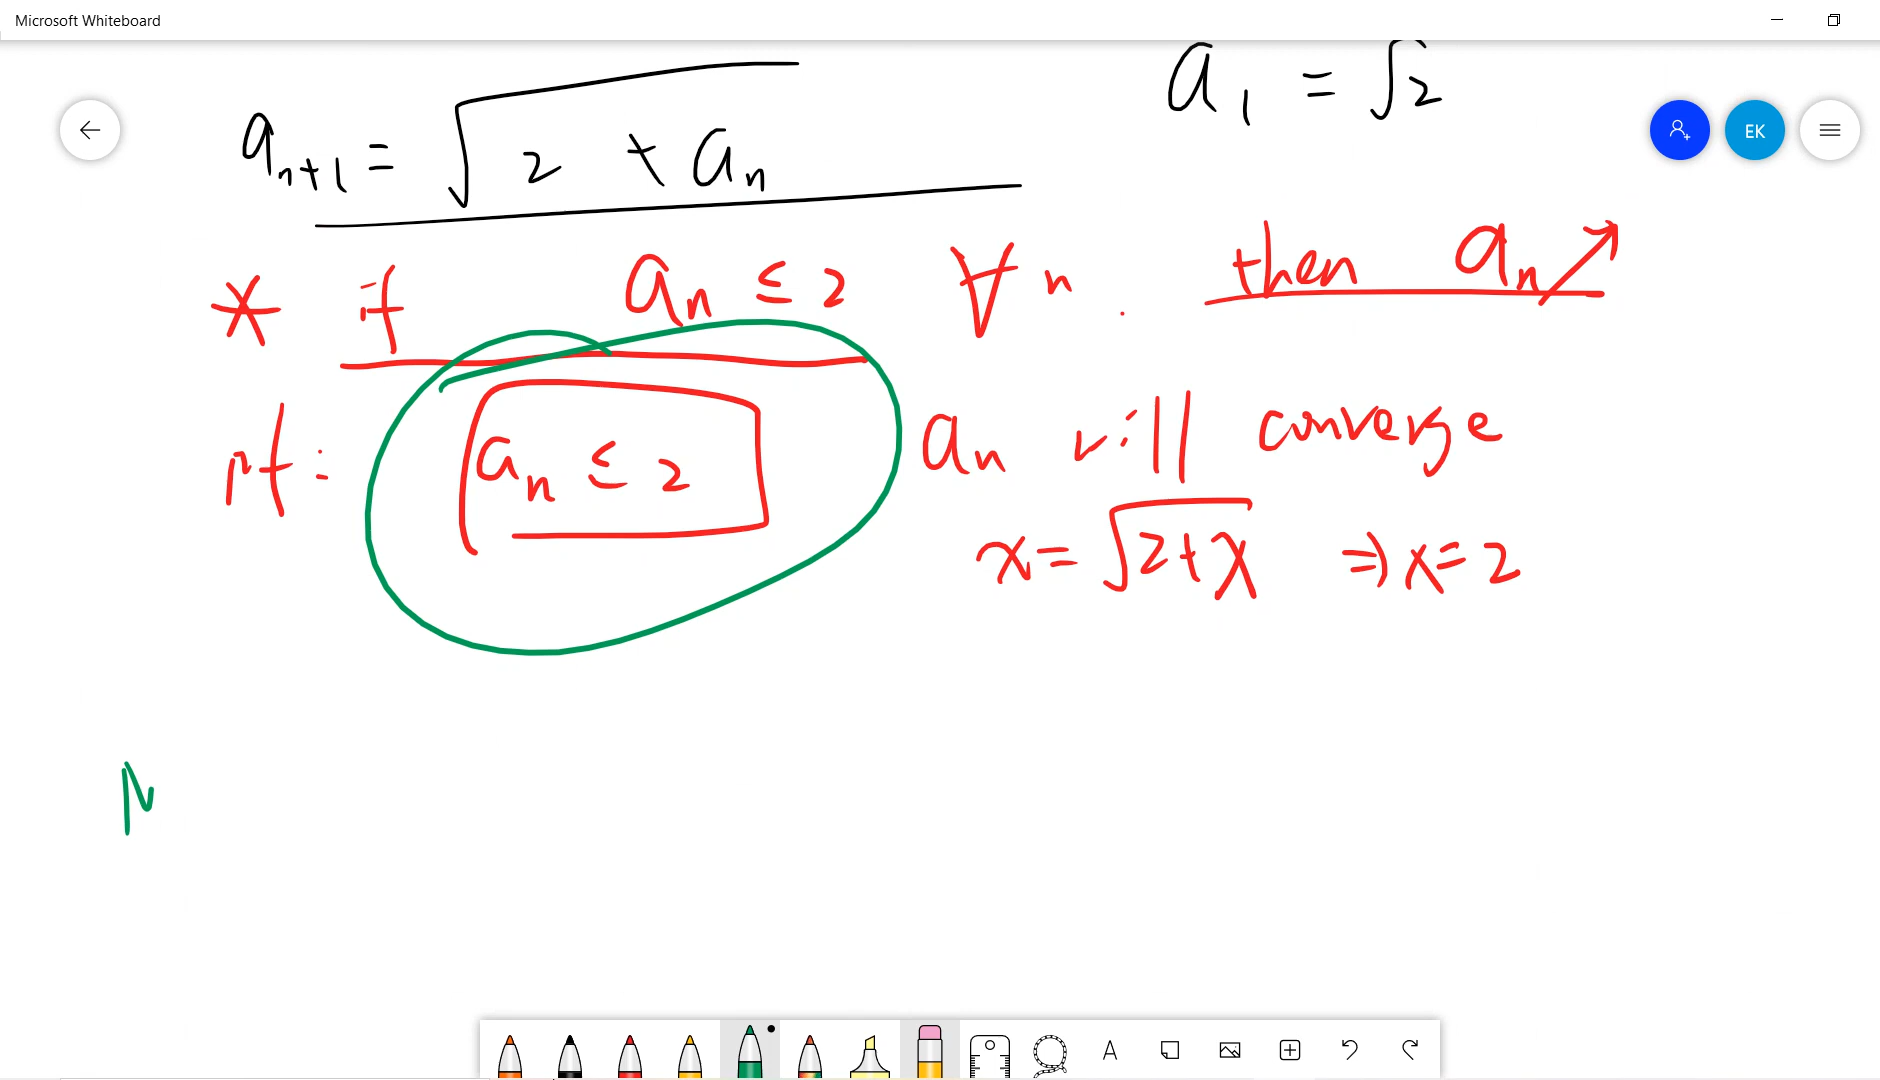 Microsoft Whiteboard
a₁ = √2
aₙ₊₁ = √(2 + aₙ)
EK
* if aₙ ≤ 2 ∀ n . then aₙ ↗
pf : aₙ ≤ 2 aₙ will converge
x = √(2+x) ⇒ x = 2
A